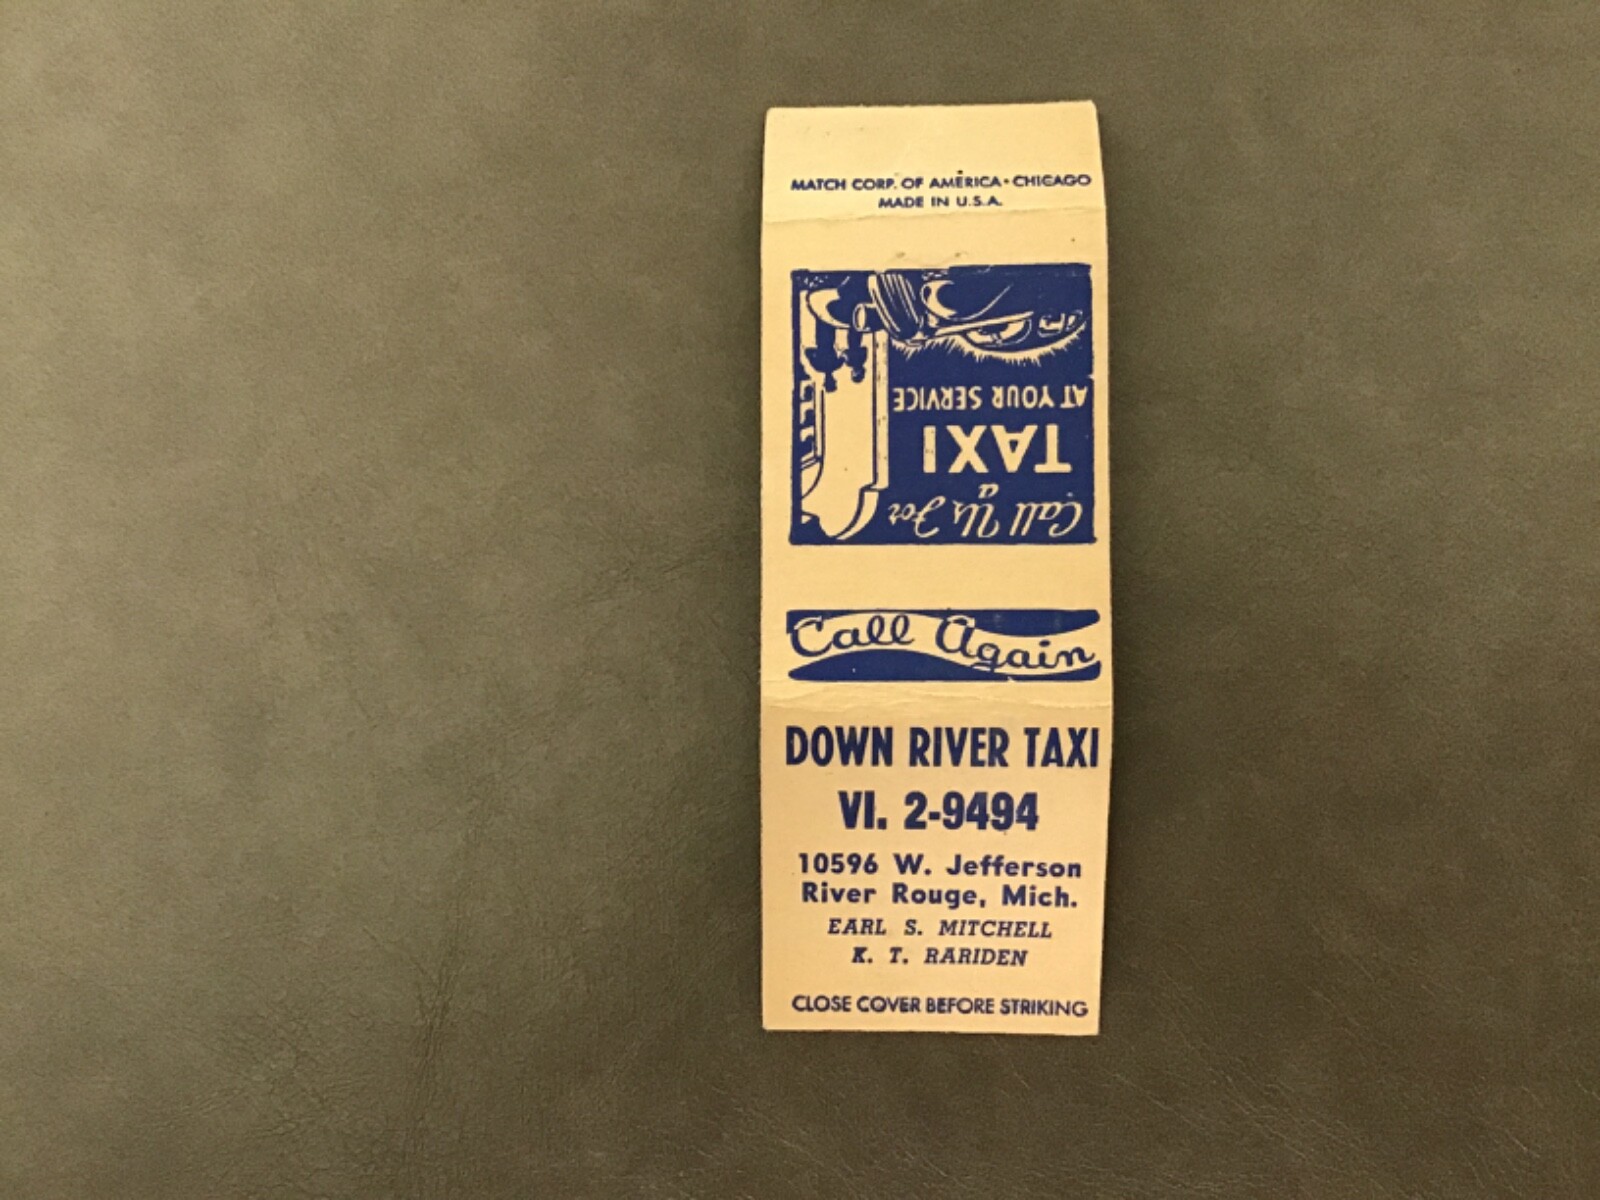 MATCH CORP. OF AMERICA • CHICAGO
MADE IN U.S.A.
Call Us For
a
TAXI
AT YOUR SERVICE
Call Again
DOWN RIVER TAXI
VI. 2-9494
10596 W. Jefferson
River Rouge, Mich.
EARL S. MITCHELL
K. T. RARIDEN
CLOSE COVER BEFORE STRIKING